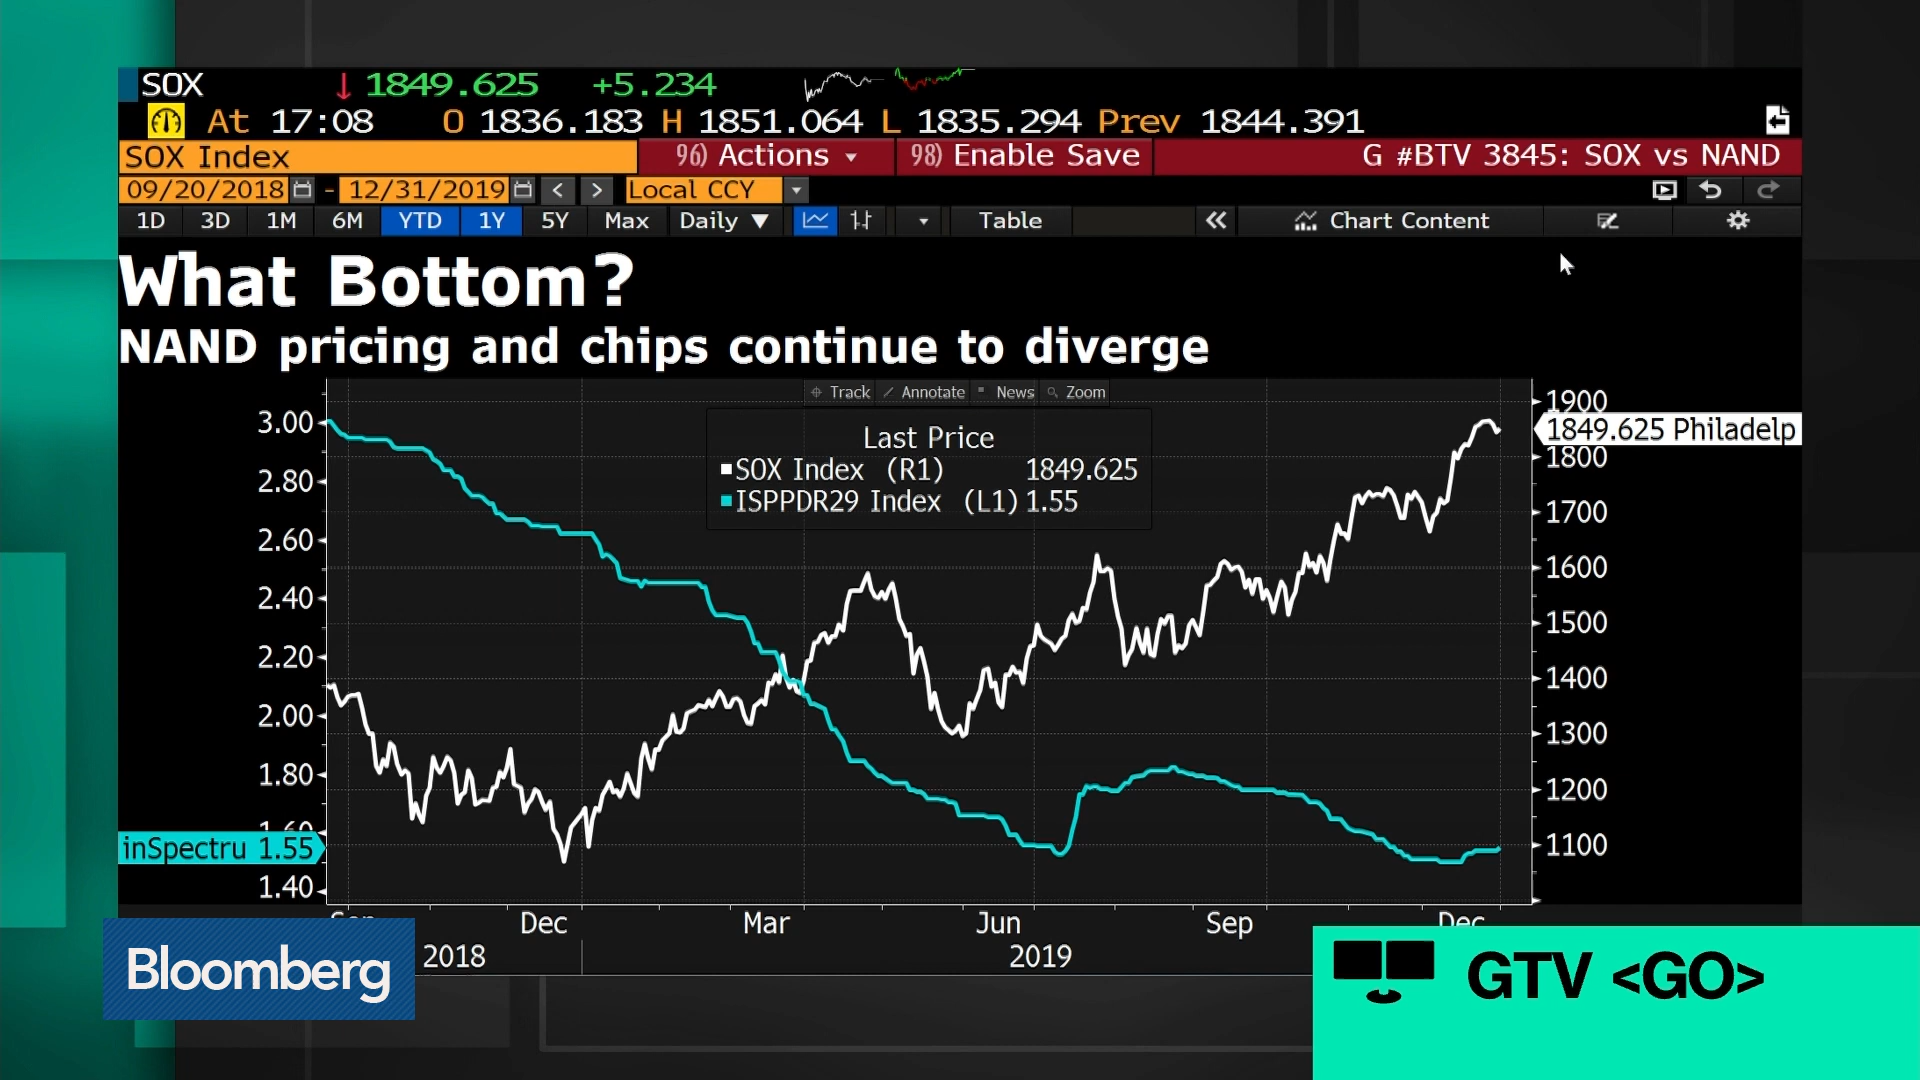 SOX ↓ 1849.625 +5.234
At 17:08 O 1836.183 H 1851.064 L 1835.294 Prev 1844.391
SOX Index 96) Actions 98) Enable Save G #BTV 3845: SOX vs NAND
09/20/2018 - 12/31/2019 < > Local CCY
1D 3D 1M 6M YTD 1Y 5Y Max Daily ▼ Table « Chart Content
What Bottom?
NAND pricing and chips continue to diverge
Track Annotate News Zoom
Last Price
SOX Index (R1) 1849.625
ISPPDR29 Index (L1) 1.55
3.00
2.80
2.60
2.40
2.20
2.00
1.80
1.60
inSpectru 1.55
1.40
1900
1849.625 Philadelp
1800
1700
1600
1500
1400
1300
1200
1100
Sep Dec Mar Jun Sep Dec
2018 2019
Bloomberg
GTV <GO>